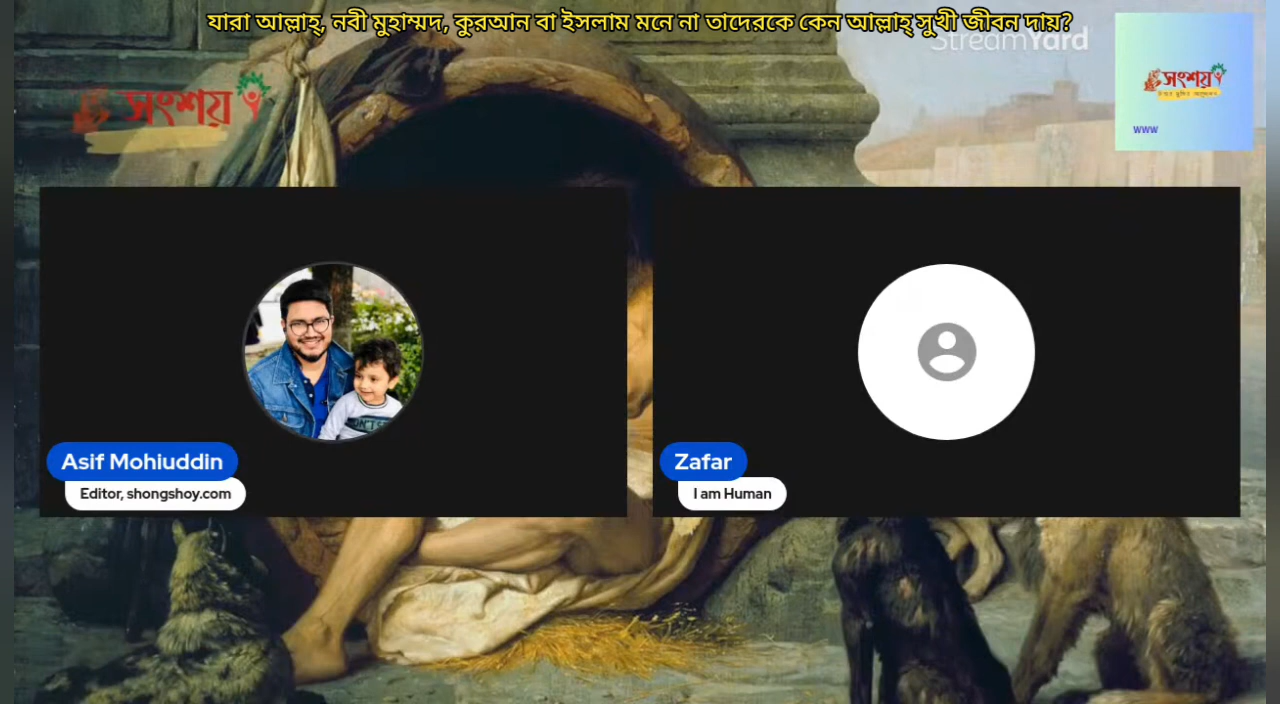 যারা আল্লাহ্, নবী মুহাম্মদ, কুরআন বা ইসলাম মনে না তাদেরকে কেন আল্লাহ্ সুখী জীবন দায়?
StreamYard
সংশয়
সংশয়
www
Asif Mohiuddin
Editor, shongshoy.com
Zafar
I am Human